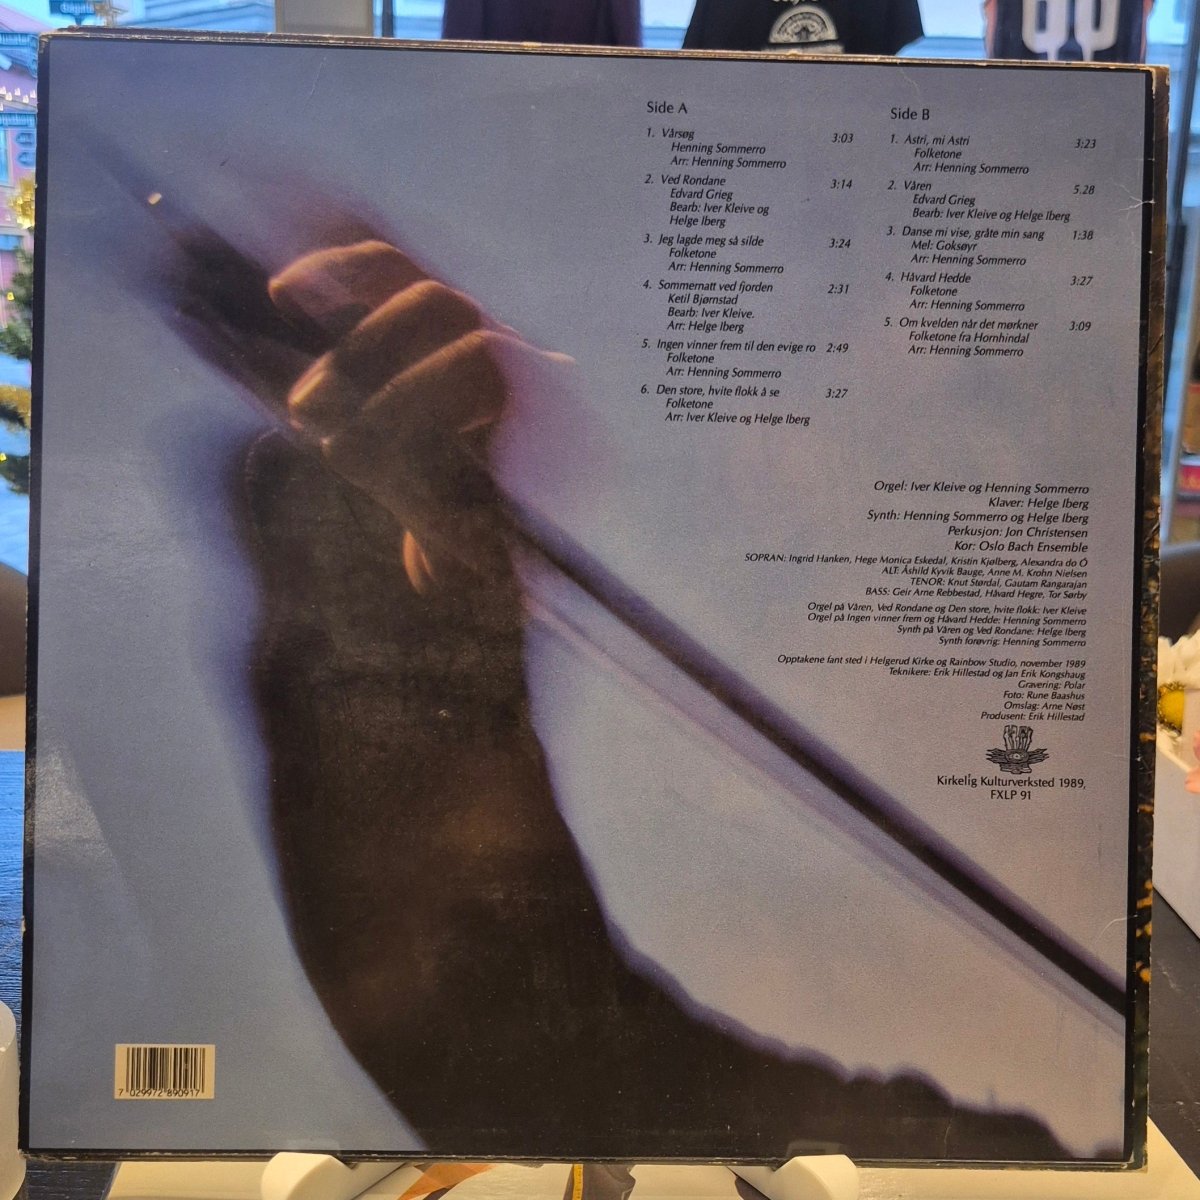 Side A
1. Vårsøg 3:03
Henning Sommerro
Arr: Henning Sommerro
2. Ved Rondane 3:14
Edvard Grieg
Bearb: Iver Kleive og
Helge Iberg
3. Jeg lagde meg så silde 3:24
Folketone
Arr: Henning Sommerro
4. Sommernatt ved fjorden 2:31
Ketil Bjørnstad
Bearb: Iver Kleive.
Arr: Helge Iberg
5. Ingen vinner frem til den evige ro 2:49
Folketone
Arr: Henning Sommerro
6. Den store, hvite flokk å se 3:27
Folketone
Arr: Iver Kleive og Helge Iberg
Side B
1. Astri, mi Astri 3:23
Folketone
Arr: Henning Sommerro
2. Våren 5.28
Edvard Grieg
Bearb: Iver Kleive og Helge Iberg
3. Danse mi vise, gråte min sang 1:38
Mel: Goksøyr
Arr: Henning Sommerro
4. Håvard Hedde 3:27
Folketone
Arr: Henning Sommerro
5. Om kvelden når det mørkner 3:09
Folketone fra Hornhindal
Arr: Henning Sommerro
Orgel: Iver Kleive og Henning Sommerro
Klaver: Helge Iberg
Synth: Henning Sommerro og Helge Iberg
Perkusjon: Jon Christensen
Kor: Oslo Bach Ensemble
SOPRAN: Ingrid Hanken, Hege Monica Eskedal, Kristin Kjølberg, Alexandra do Ó
ALT: Åshild Kyvik Bauge, Anne M. Krohn Nielsen
TENOR: Knut Størdal, Gautam Rangarajan
BASS: Geir Arne Rebbestad, Håvard Hegre, Tor Sørby
Orgel på Våren, Ved Rondane og Den store, hvite flokk: Iver Kleive
Orgel på Ingen vinner frem og Håvard Hedde: Henning Sommerro
Synth på Våren og Ved Rondane: Helge Iberg
Synth forøvrig: Henning Sommerro
Opptakene fant sted i Helgerud Kirke og Rainbow Studio, november 1989
Teknikere: Erik Hillestad og Jan Erik Kongshaug
Gravering: Polar
Foto: Rune Baashus
Omslag: Arne Nøst
Produsent: Erik Hillestad
Kirkelig Kulturverksted 1989,
FXLP 91
7 029972 890917